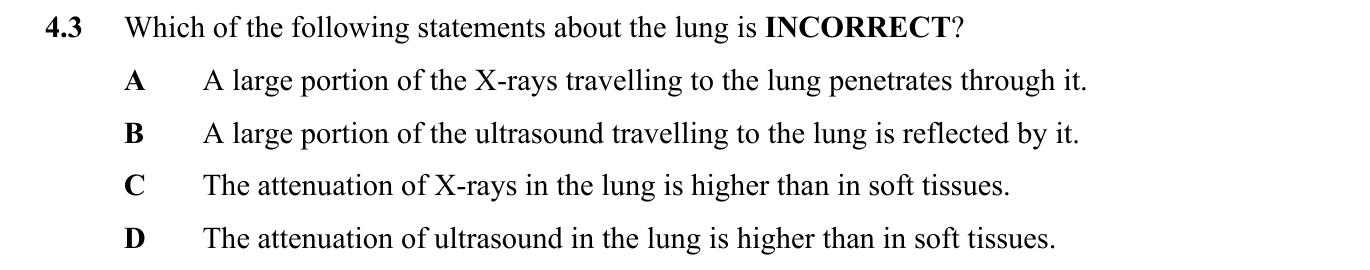 4.3 Which of the following statements about the lung is INCORRECT?
A A large portion of the X-rays travelling to the lung penetrates through it.
B A large portion of the ultrasound travelling to the lung is reflected by it.
C The attenuation of X-rays in the lung is higher than in soft tissues.
D The attenuation of ultrasound in the lung is higher than in soft tissues.